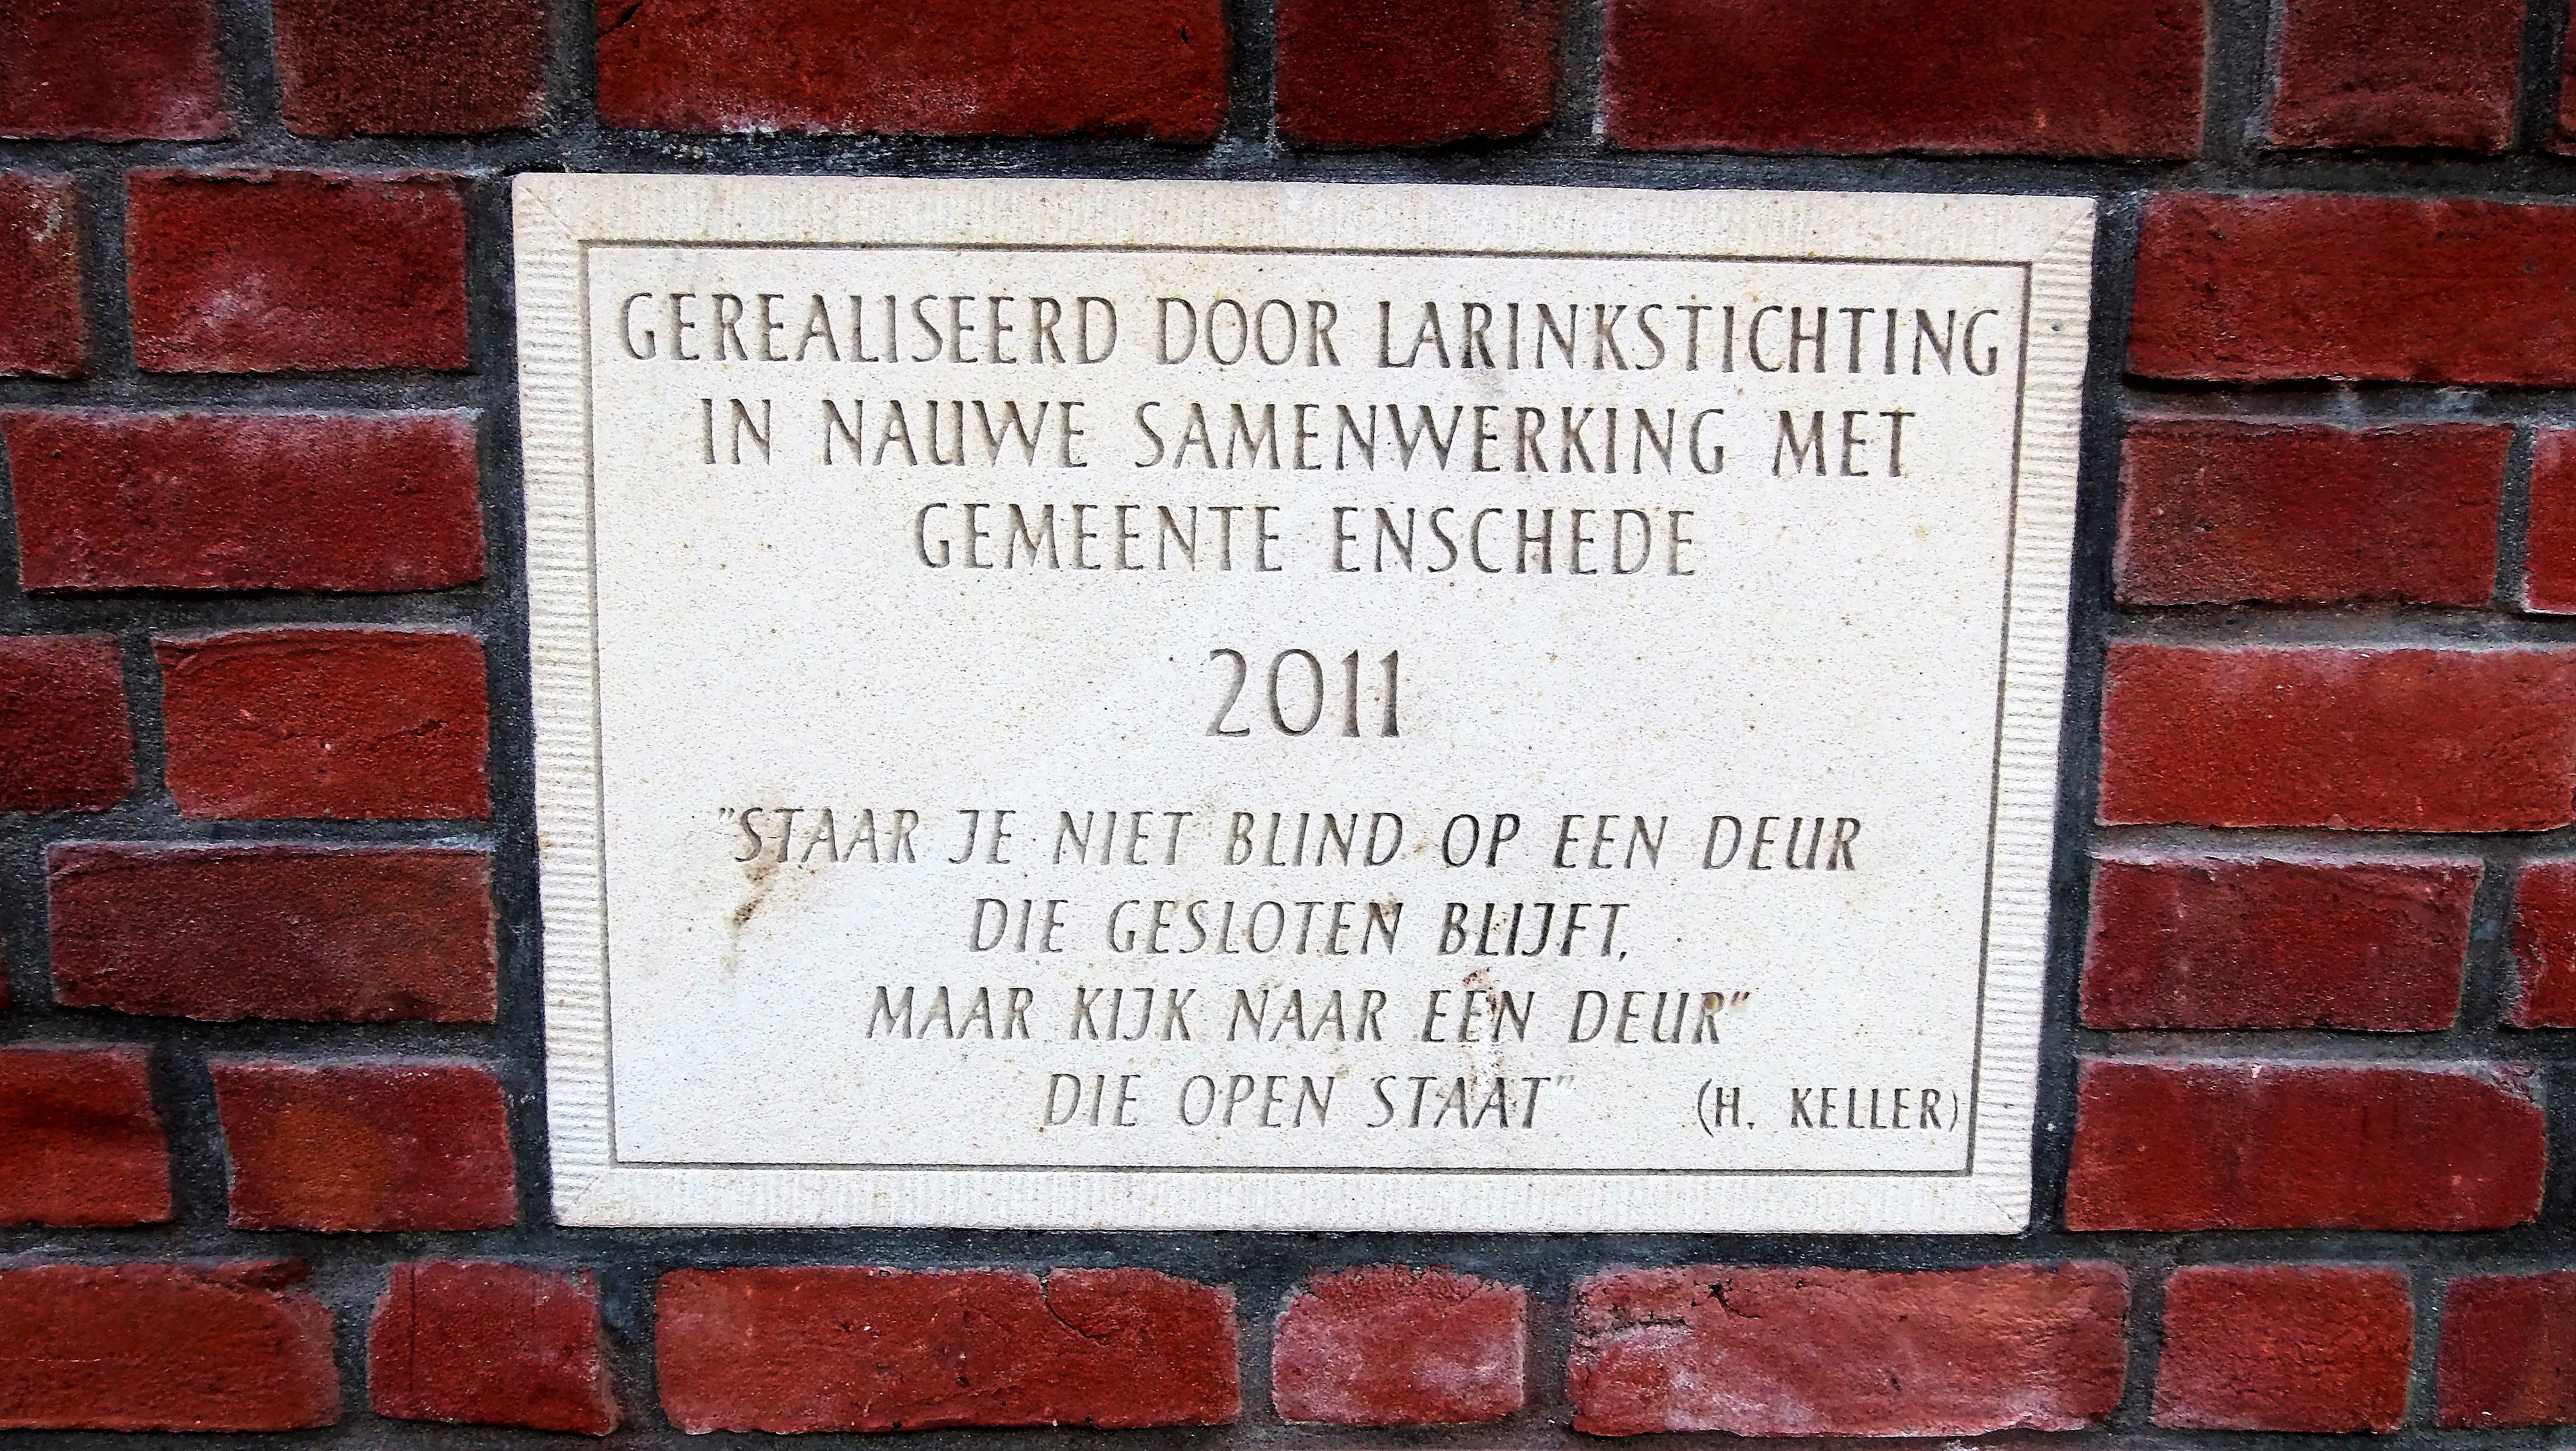 GEREALISEERD DOOR LARINKSTICHTING
IN NAUWE SAMENWERKING MET
GEMEENTE ENSCHEDE
2011
"STAAR JE NIET BLIND OP EEN DEUR
DIE GESLOTEN BLIJFT,
MAAR KIJK NAAR EEN DEUR"
DIE OPEN STAAT" (H. KELLER)